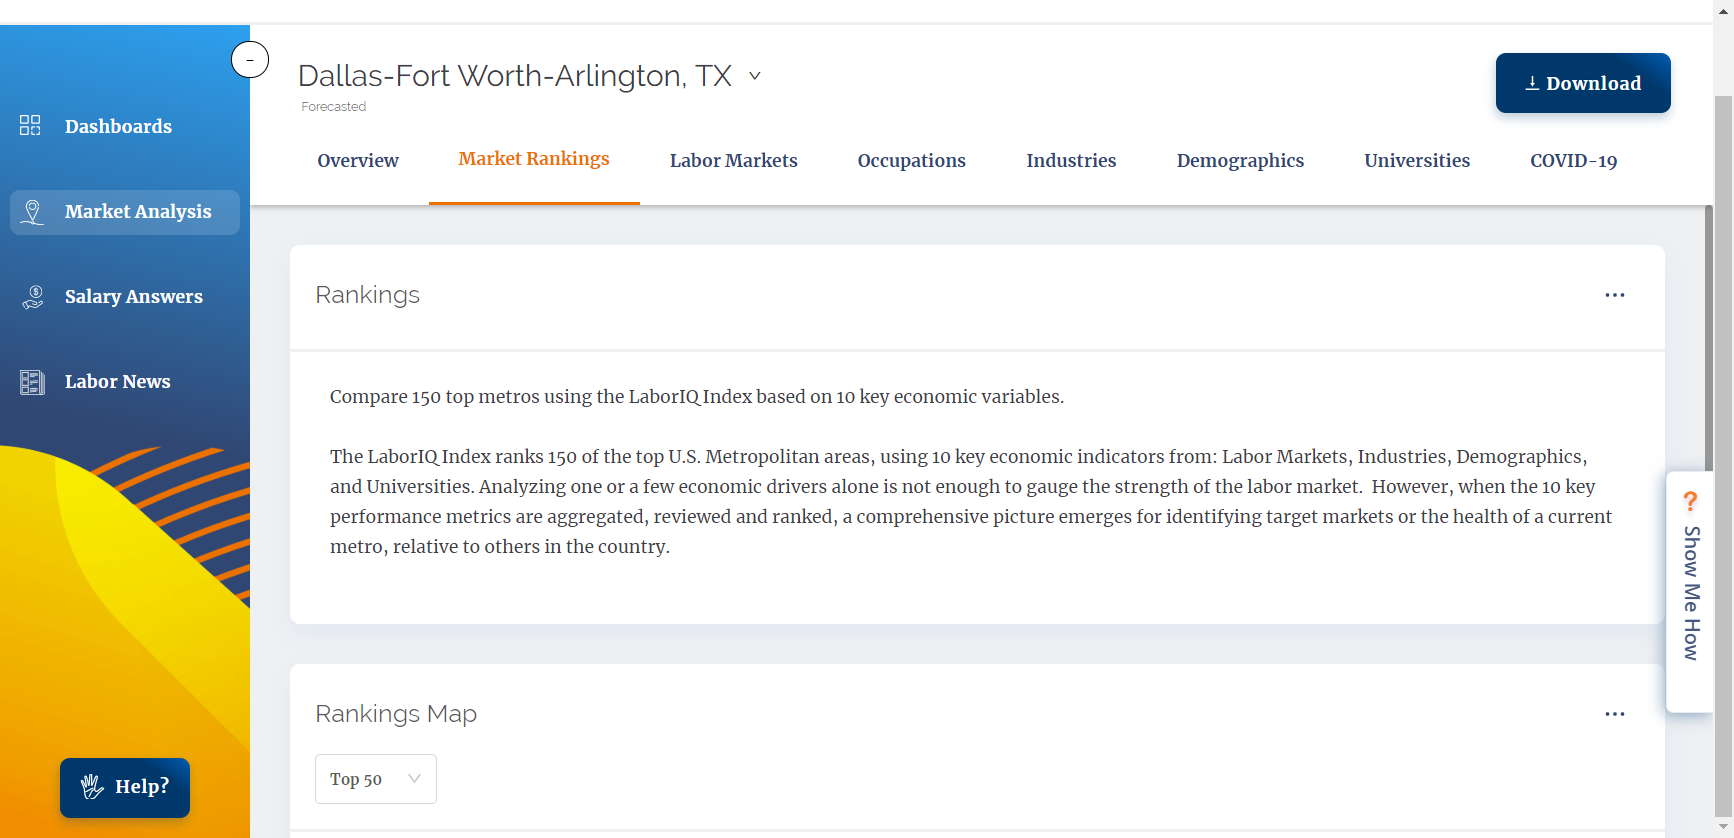 Dallas-Fort Worth-Arlington, TX
Forecasted
Download
Overview Market Rankings Labor Markets Occupations Industries Demographics Universities COVID-19
Dashboards
Market Analysis
Salary Answers
Labor News
Help?
Rankings
Compare 150 top metros using the LaborIQ Index based on 10 key economic variables.
The LaborIQ Index ranks 150 of the top U.S. Metropolitan areas, using 10 key economic indicators from: Labor Markets, Industries, Demographics,
and Universities. Analyzing one or a few economic drivers alone is not enough to gauge the strength of the labor market. However, when the 10 key
performance metrics are aggregated, reviewed and ranked, a comprehensive picture emerges for identifying target markets or the health of a current
metro, relative to others in the country.
Rankings Map
Top 50
? Show Me How